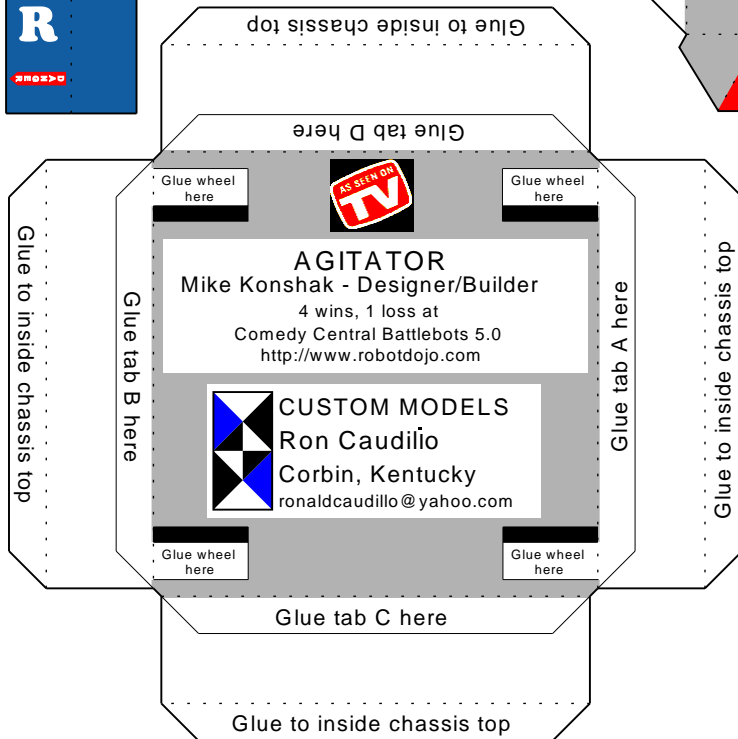 R
DANGER
Glue to inside chassis top
Glue tab D here
Glue wheel
here
AS SEEN ON
TV
Glue wheel
here
AGITATOR
Mike Konshak - Designer/Builder
4 wins, 1 loss at
Comedy Central Battlebots 5.0
http://www.robotdojo.com
Glue to inside chassis top
Glue tab B here
Glue tab A here
Glue to inside chassis top
CUSTOM MODELS
Ron Caudilio
Corbin, Kentucky
ronaldcaudillo@yahoo.com
Glue wheel
here
Glue wheel
here
Glue tab C here
Glue to inside chassis top